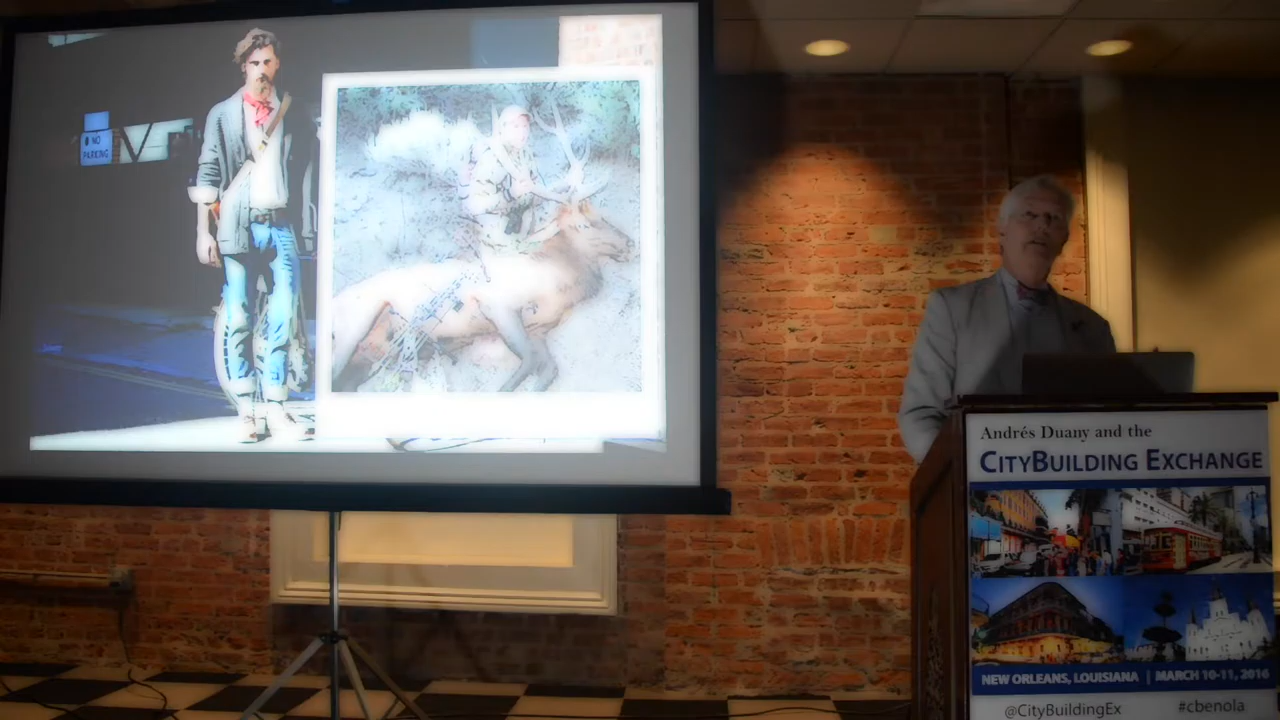 NO
PARKING
Andrés Duany and the
CITYBUILDING EXCHANGE
NEW ORLEANS, LOUISIANA | MARCH 10-11, 2016
@CityBuildingEx #cbenola